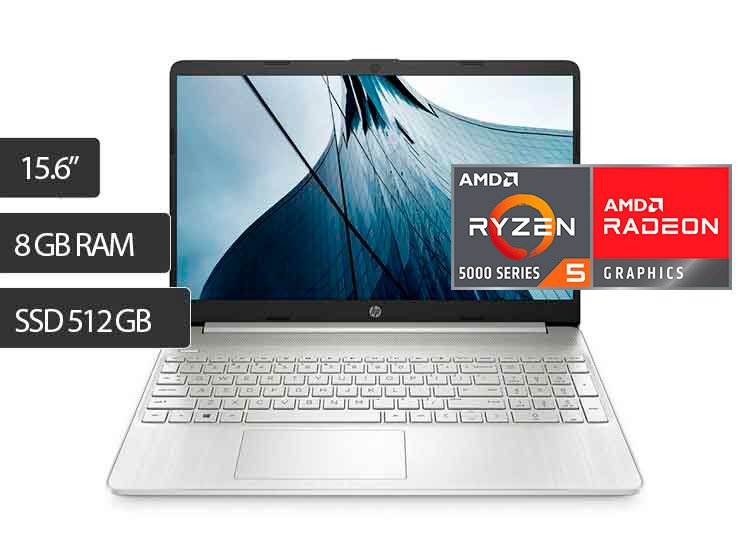 15.6”
8 GB RAM
SSD 512 GB
AMD
RYZEN
5000 SERIES 5
AMD
RADEON
GRAPHICS
hp